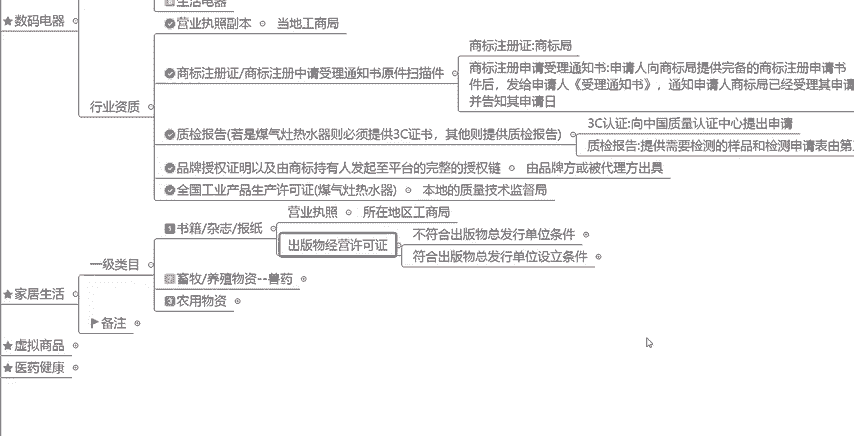 生活电器
数码电器
营业执照副本
当地工商局
商标注册证:商标局
商标注册证/商标注册中请受理通知书原件扫描件
商标注册申请受理通知书:申请人向商标局提供完备的商标注册申请书
件后，发给申请人《受理通知书》，通知申请人商标局已经受理其申请
并告知其申请日
行业资质
3C认证:向中国质量认证中心提出申请
质检报告(若是煤气灶热水器则必须提供3C证书，其他则提供质检报告)
质检报告:提供需要检测的样品和检测申请表由第
品牌授权证明以及由商标持有人发起至平台的完整的授权链
由品牌方或被代理方出具
全国工业产品生产许可证(煤气灶热水器)
本地的质量技术监督局
营业执照
所在地区工商局
1 书籍/杂志/报纸
出版物经营许可证
不符合出版物总发行单位条件
符合出版物总发行单位设立条件
一级类目
畜牧/养殖物资--兽药
家居生活
3 农用物资
备注
虚拟商品
医药健康